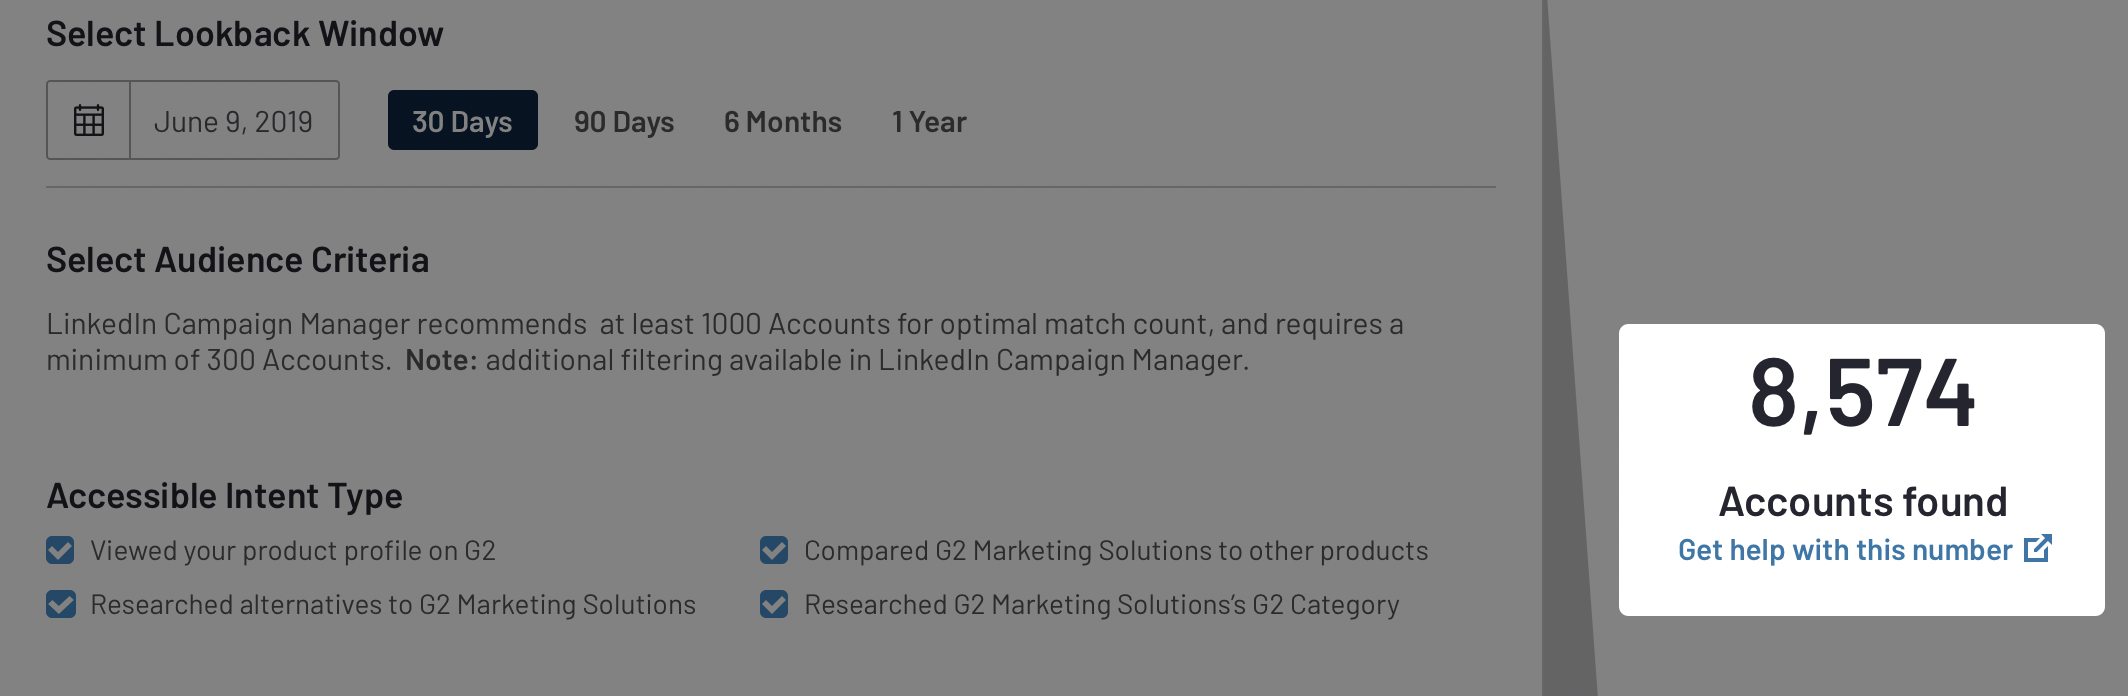 Select Lookback Window
June 9, 2019
30 Days
90 Days
6 Months
1 Year
Select Audience Criteria
LinkedIn Campaign Manager recommends  at least 1000 Accounts for optimal match count, and requires a
minimum of 300 Accounts.  Note: additional filtering available in LinkedIn Campaign Manager.
Accessible Intent Type
Viewed your product profile on G2
Compared G2 Marketing Solutions to other products
Researched alternatives to G2 Marketing Solutions
Researched G2 Marketing Solutions’s G2 Category
8,574
Accounts found
Get help with this number